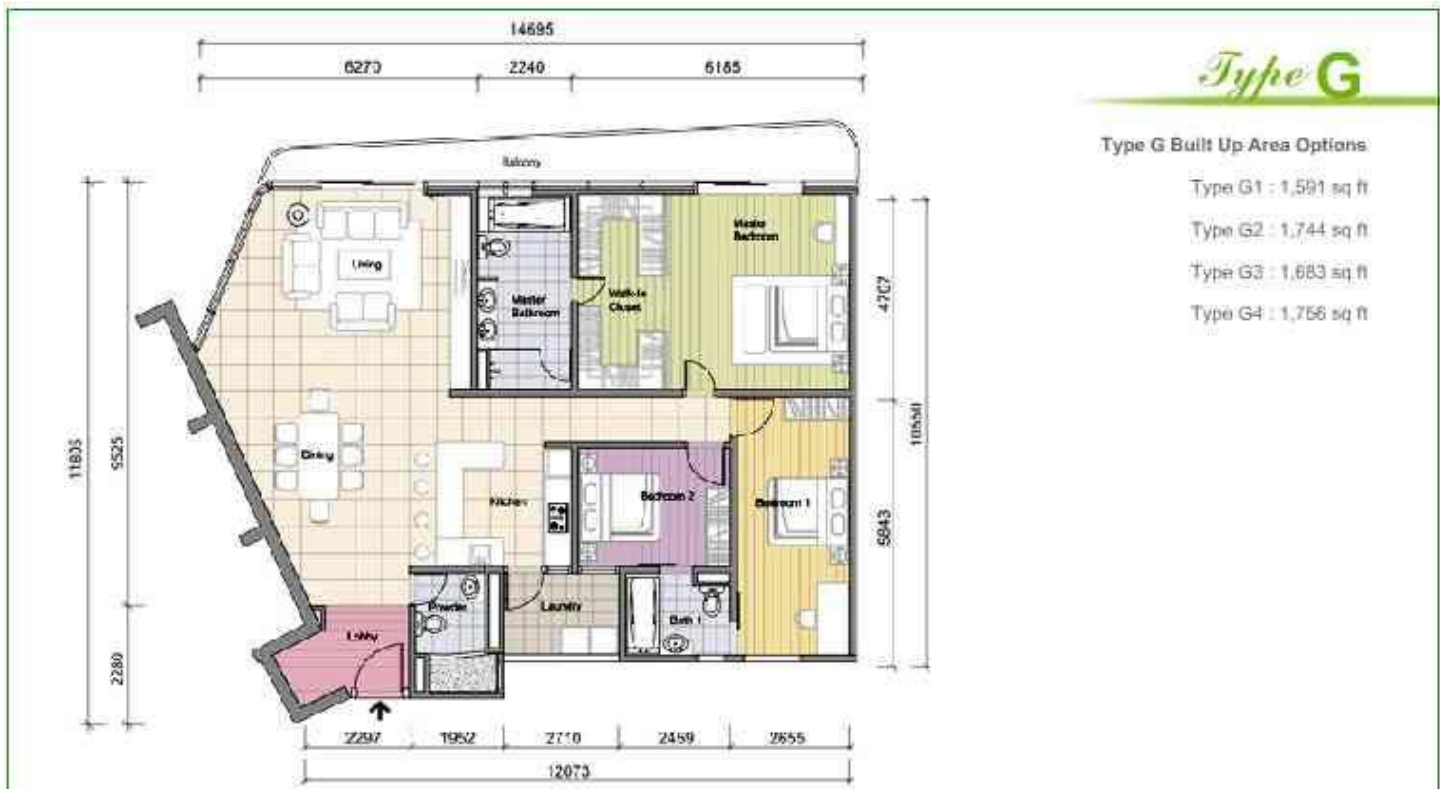 14695
6270 2240 6185
Type G
Type G Built Up Area Options
Type G1 : 1,591 sq ft
Type G2 : 1,744 sq ft
Type G3 : 1,683 sq ft
Type G4 : 1,756 sq ft
Balcony
Living
Master
Bathroom
Walk-In
Closet
Master
Bedroom
4707
10550
11805
9525
Dining
Kitchen
Bedroom 2
Bedroom 1
5843
Lobby
Powder
Laundry
Bath 1
2280
2297 1952 2710 2459 2655
12073